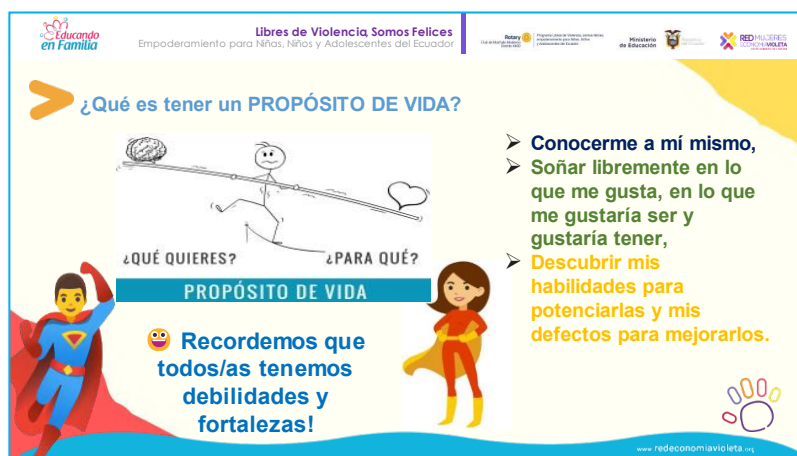 Educando
en Familia
Libres de Violencia, Somos Felices
Empoderamiento para Niñas, Niños y Adolescentes del Ecuador
Rotary
Ministerio
de Educación
RED MUJERES
ECONOMIAVIOLETA
¿Qué es tener un PROPÓSITO DE VIDA?
¿QUÉ QUIERES? ¿PARA QUÉ?
PROPÓSITO DE VIDA
Recordemos que
todos/as tenemos
debilidades y
fortalezas!
Conocerme a mí mismo,
Soñar libremente en lo
que me gusta, en lo que
me gustaría ser y
gustaría tener,
Descubrir mis
habilidades para
potenciarlas y mis
defectos para mejorarlos.
www.redeconomiavioleta.org